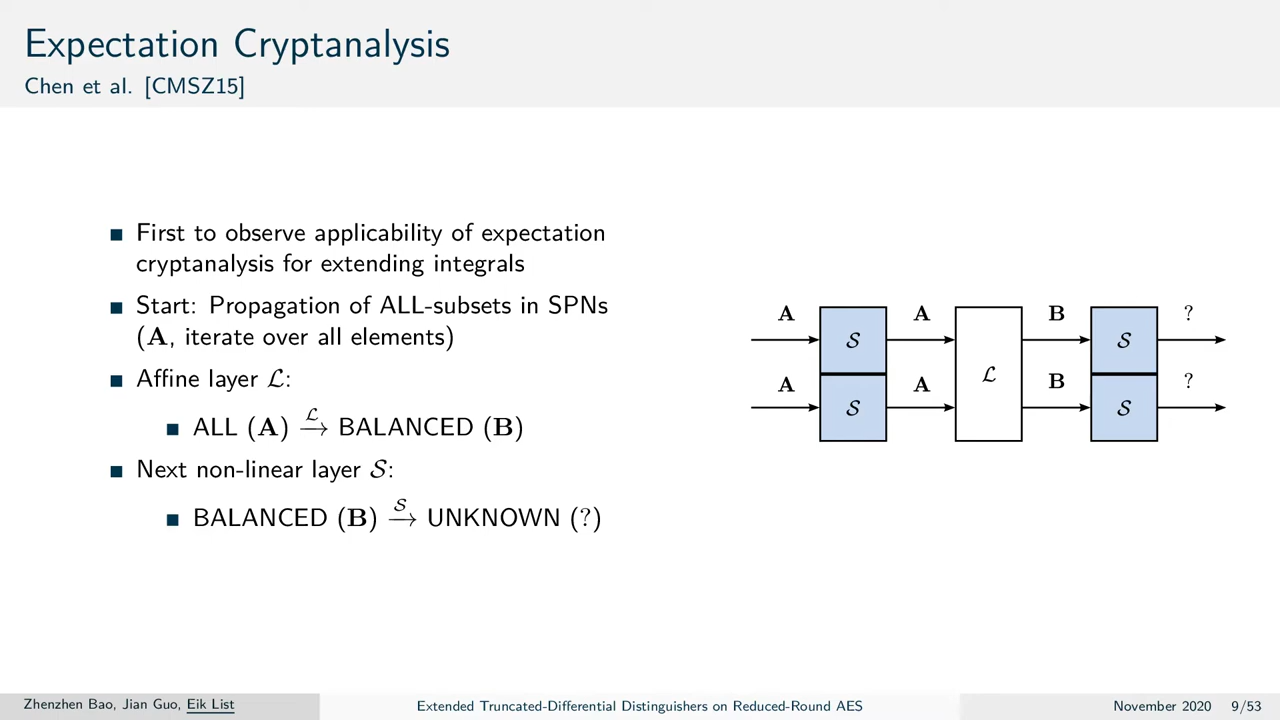 Expectation Cryptanalysis
Chen et al. [CMSZ15]
■ First to observe applicability of expectation
cryptanalysis for extending integrals
■ Start: Propagation of ALL-subsets in SPNs
(A, iterate over all elements)
■ Affine layer ℒ:
■ ALL (A) ℒ→ BALANCED (B)
■ Next non-linear layer 𝒮:
■ BALANCED (B) 𝒮→ UNKNOWN (?)
A 𝒮 A B 𝒮 ?
ℒ
A 𝒮 A B 𝒮 ?
Zhenzhen Bao, Jian Guo, Eik List
Extended Truncated-Differential Distinguishers on Reduced-Round AES
November 2020 9/53